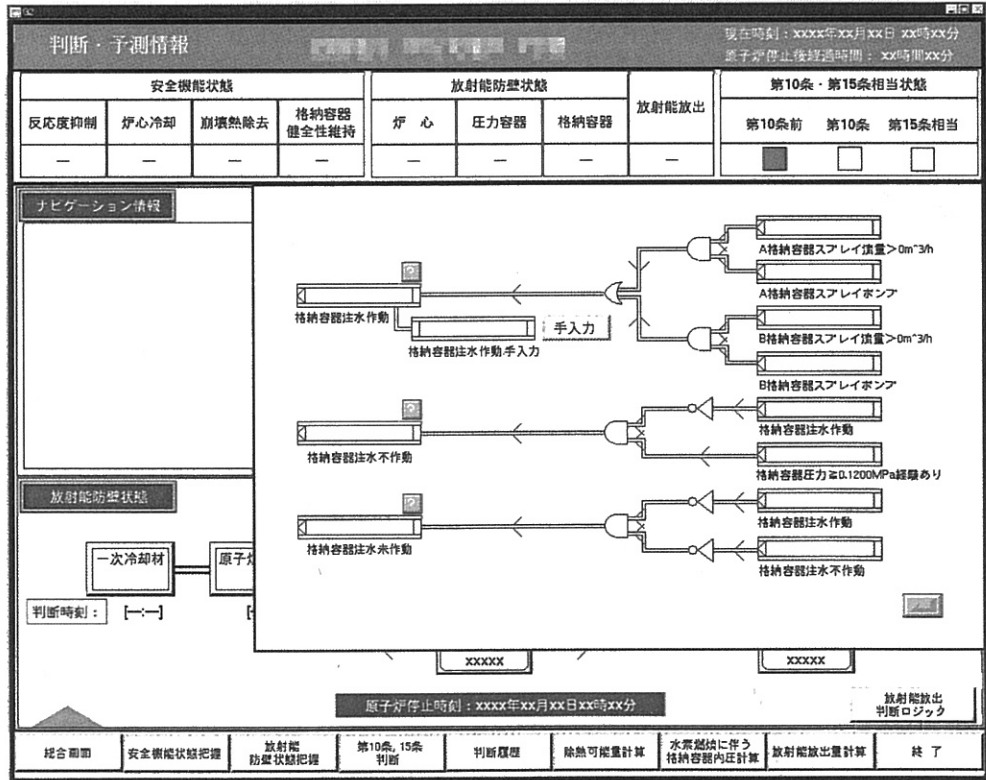 判断・予測情報
現在時刻：xxxx年xx月xx日 xx時xx分
原子炉停止後経過時間： xx時間xx分
安全機能状態
放射能防壁状態
放射能放出
第10条・第15条相当状態
反応度抑制
炉心冷却
崩壊熱除去
格納容器
健全性維持
炉 心
圧力容器
格納容器
第10条前
第10条
第15条相当
—
—
—
—
—
—
—
—
ナビゲーション情報
A格納容器スプレイ流量＞0m^3/h
?
A格納容器スプレイポンプ
格納容器注水作動
手入力
格納容器注水作動.手入力
B格納容器スプレイ流量＞0m^3/h
B格納容器スプレイポンプ
?
格納容器注水作動
格納容器注水不作動
格納容器圧力≧0.1200MPa経験あり
放射能防壁状態
?
格納容器注水作動
格納容器注水未作動
格納容器注水不作動
一次冷却材
原子
判断時刻：
[—:—]
xxxxx
xxxxx
原子炉停止時刻：xxxx年xx月xx日xx時xx分
放射能放出
判断ロジック
総合画面
安全機能状態把握
放射能
防壁状態把握
第10条,15条
判断
判断履歴
除熱可能量計算
水素燃焼に伴う
格納容器内圧計算
放射能放出量計算
終 了